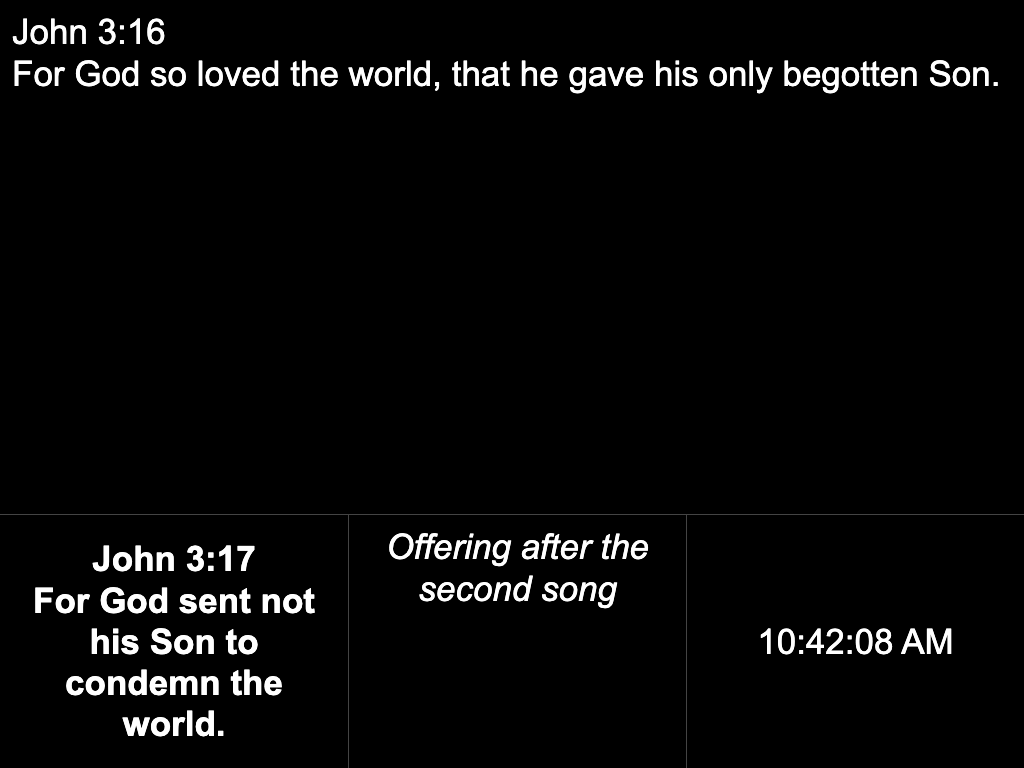 John 3:16
For God so loved the world, that he gave his only begotten Son.
John 3:17
For God sent not
his Son to
condemn the
world.
Offering after the
second song
10:42:08 AM